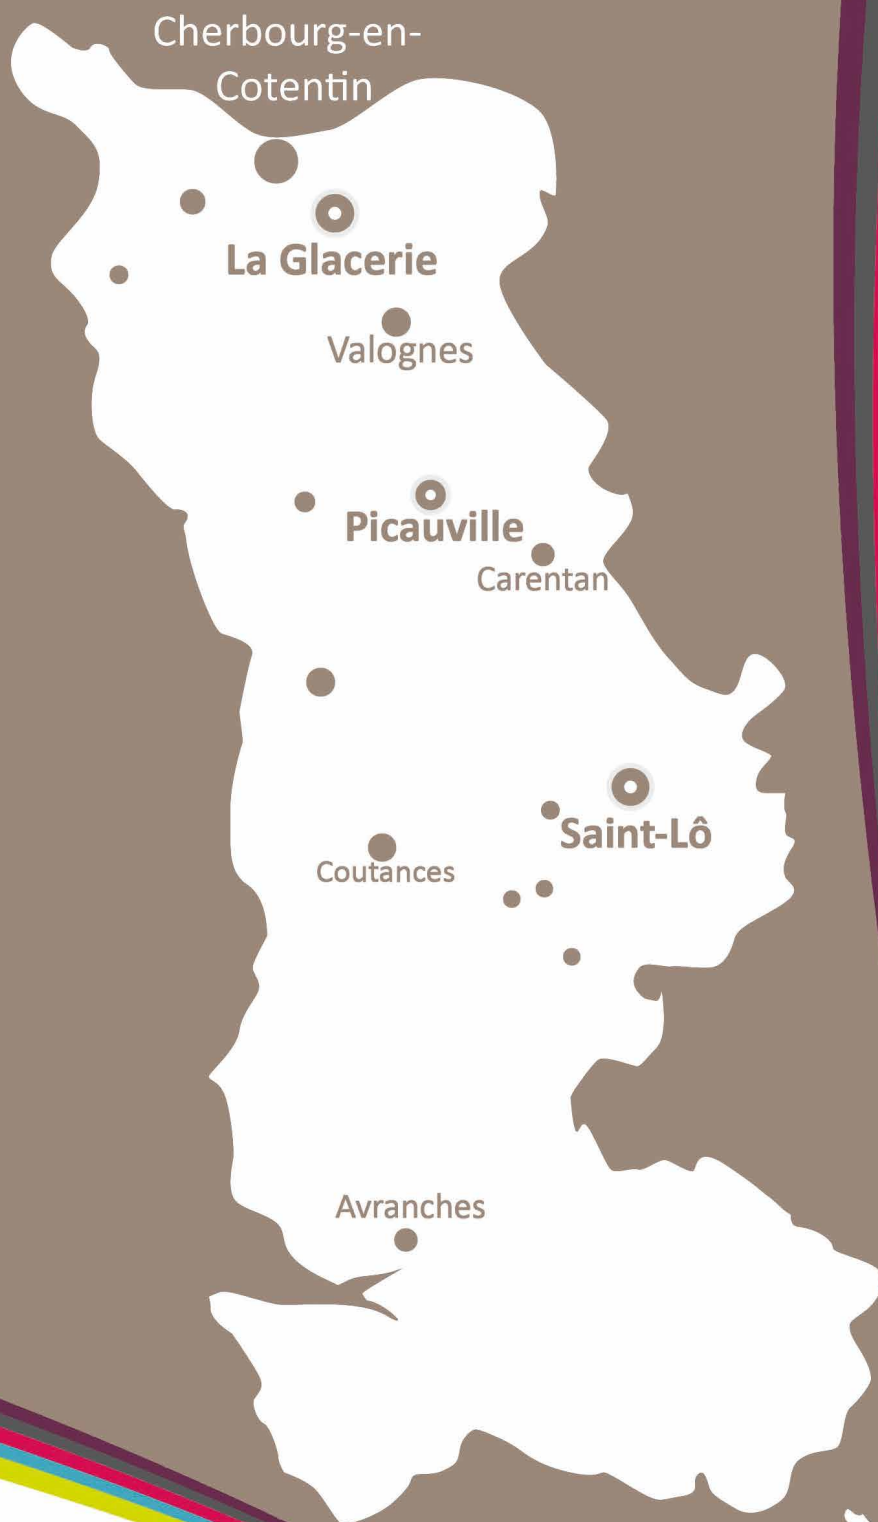 Cherbourg-en-
Cotentin
La Glacerie
Valognes
Picauville
Carentan
Saint-Lô
Coutances
Avranches